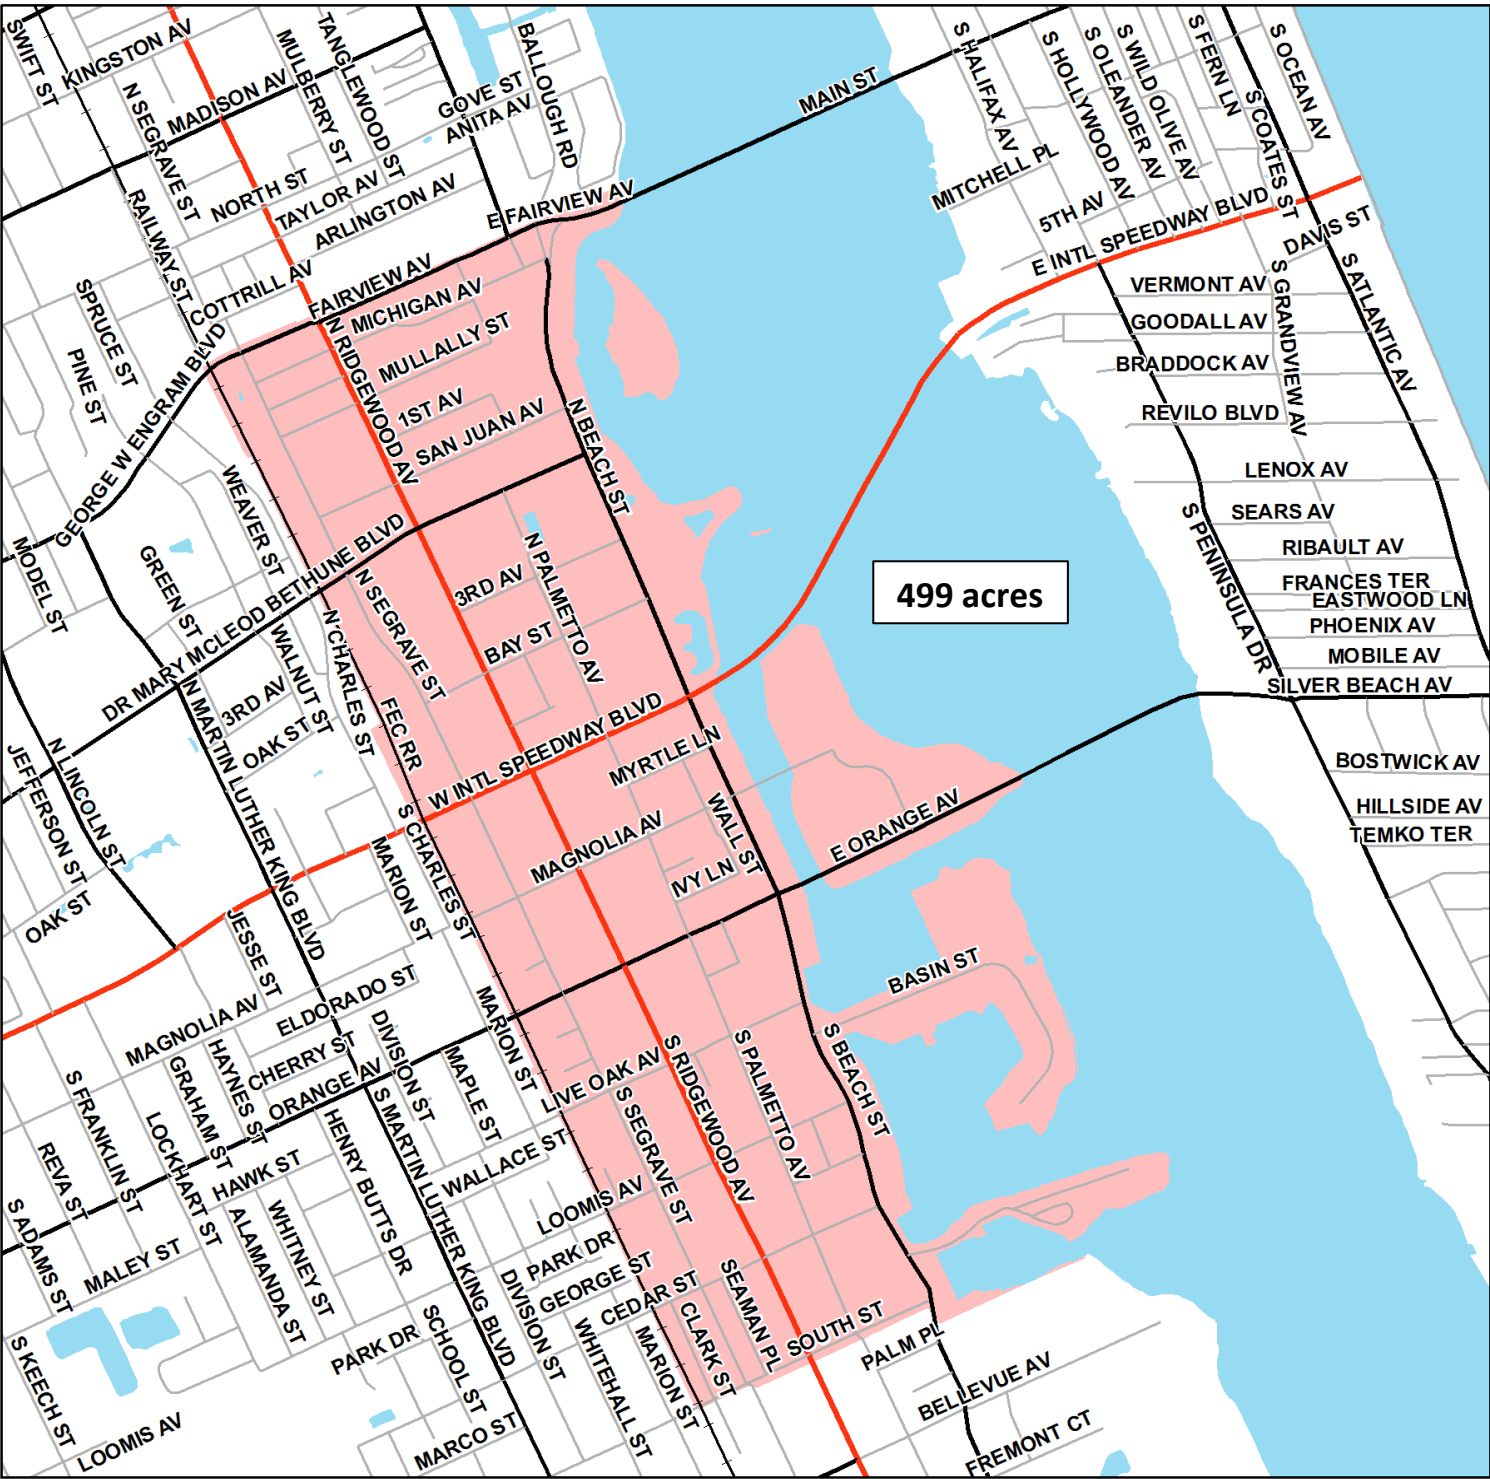 SWIFT ST
KINGSTON AV
N SEGRAVE ST
MADISON AV
MULBERRY ST
TANGLEWOOD ST
GOVE ST
ANITA AV
BALLOUGH RD
MAIN ST
S HALIFAX AV
S HOLLYWOOD AV
S OLEANDER AV
S WILD OLIVE AV
S FERN LN
S COATES ST
S OCEAN AV
MITCHELL PL
5TH AV
E INTL SPEEDWAY BLVD
DAVIS ST
RAILWAY ST
NORTH ST
TAYLOR AV
ARLINGTON AV
E FAIRVIEW AV
COTTRILL AV
FAIRVIEW AV
MICHIGAN AV
MULLALLY ST
N RIDGEWOOD AV
1ST AV
SAN JUAN AV
N BEACH ST
SPRUCE ST
PINE ST
GEORGE W ENGRAM BLVD
WEAVER ST
VERMONT AV
GOODALL AV
BRADDOCK AV
REVILO BLVD
S GRANDVIEW AV
S ATLANTIC AV
LENOX AV
SEARS AV
RIBAULT AV
FRANCES TER
EASTWOOD LN
PHOENIX AV
MOBILE AV
SILVER BEACH AV
S PENINSULA DR
BOSTWICK AV
HILLSIDE AV
TEMKO TER
499 acres
MODEL ST
GREEN ST
DR MARY MCLEOD BETHUNE BLVD
N SEGRAVE ST
3RD AV
N PALMETTO AV
BAY ST
N CHARLES ST
WALNUT ST
3RD AV
OAK ST
FEC RR
N MARTIN LUTHER KING BLVD
N LINCOLN ST
JEFFERSON ST
OAK ST
W INTL SPEEDWAY BLVD
MYRTLE LN
WALL ST
MAGNOLIA AV
IVY LN
E ORANGE AV
S CHARLES ST
MARION ST
JESSE ST
ELDORADO ST
MAGNOLIA AV
CHERRY ST
ORANGE AV
DIVISION ST
MAPLE ST
MARION ST
BASIN ST
LIVE OAK AV
S RIDGEWOOD AV
S PALMETTO AV
S BEACH ST
S SEGRAVE ST
HAYNES ST
GRAHAM ST
LOCKHART ST
S FRANKLIN ST
REVA ST
S ADAMS ST
HAWK ST
HENRY BUTTS DR
S MARTIN LUTHER KING BLVD
WALLACE ST
LOOMIS AV
PARK DR
GEORGE ST
CEDAR ST
MALEY ST
ALAMANDA ST
WHITNEY ST
PARK DR
SCHOOL ST
DIVISION ST
WHITEHALL ST
MARION ST
CLARK ST
SEAMAN PL
SOUTH ST
PALM PL
BELLEVUE AV
FREMONT CT
MARCO ST
S KEECH ST
LOOMIS AV